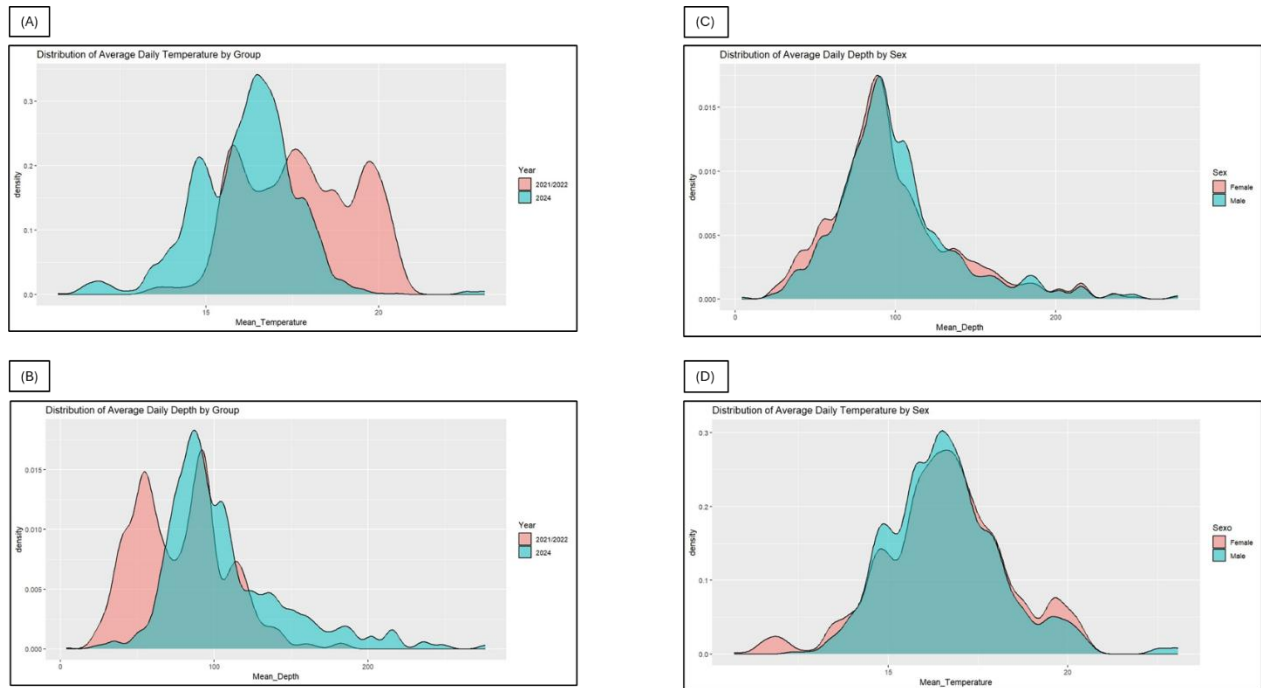 (A)
Distribution of Average Daily Temperature by Group
density
0.3
0.2
0.1
0.0
15
20
Mean_Temperature
Year
2021/2022
2024
(B)
Distribution of Average Daily Depth by Group
density
0.015
0.010
0.005
0.000
0
100
200
Mean_Depth
Year
2021/2022
2024
(C)
Distribution of Average Daily Depth by Sex
density
0.015
0.010
0.005
0.000
0
100
200
Mean_Depth
Sex
Female
Male
(D)
Distribution of Average Daily Temperature by Sex
density
0.3
0.2
0.1
0.0
15
20
Mean_Temperature
Sexo
Female
Male